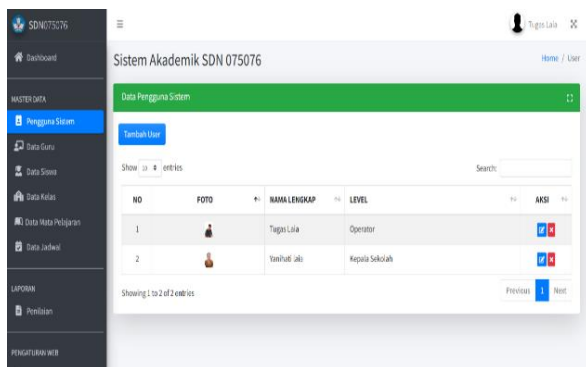 SDN075076
Tugas Laia
Dashboard
Sistem Akademik SDN 075076
Home / User
MASTER DATA
Data Pengguna Sistem
Pengguna Sistem
Tambah User
Data Guru
Show 10 entries
Search:
Data Siswa
Data Kelas
NO FOTO NAMA LENGKAP LEVEL AKSI
Data Mata Pelajaran
1 Tugas Laia Operator
Data Jadwal
2 Kepala Sekolah
LAPORAN
Showing 1 to 2 of 2 entries
Previous 1 Next
Penilaian
PENGATURAN WEB